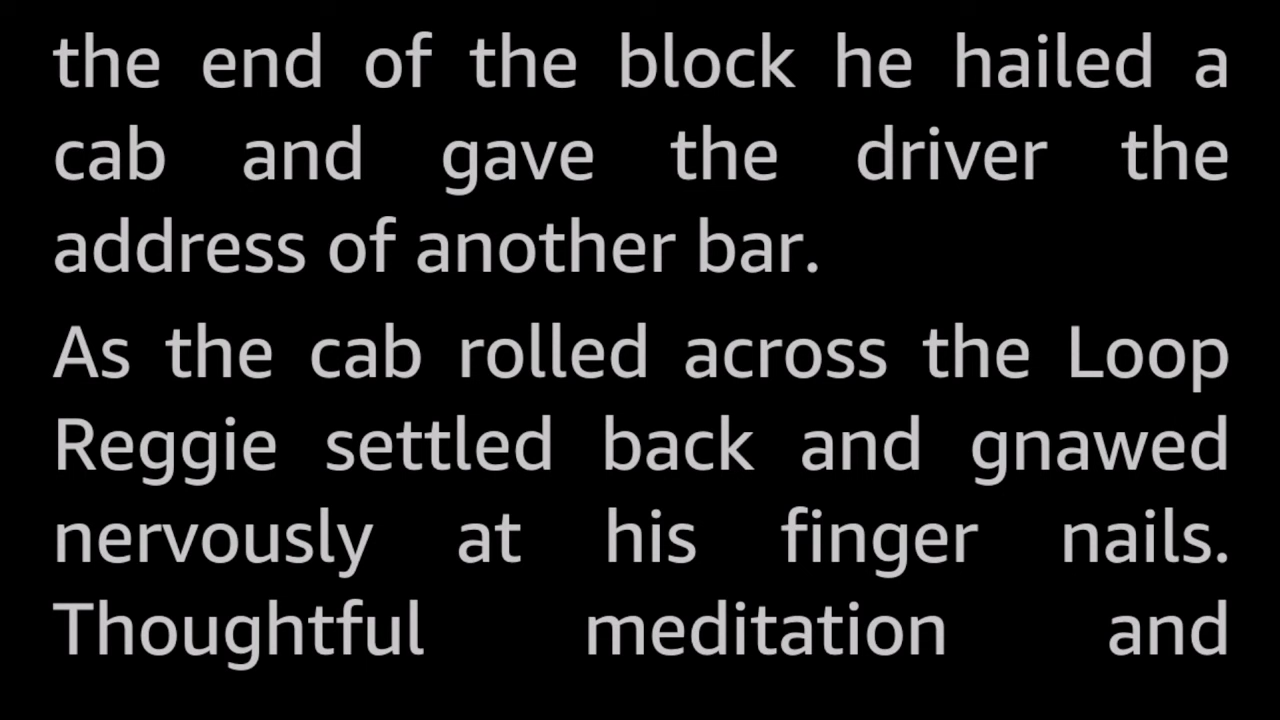 the end of the block he hailed a
cab and gave the driver the
address of another bar.
As the cab rolled across the Loop
Reggie settled back and gnawed
nervously at his finger nails.
Thoughtful meditation and